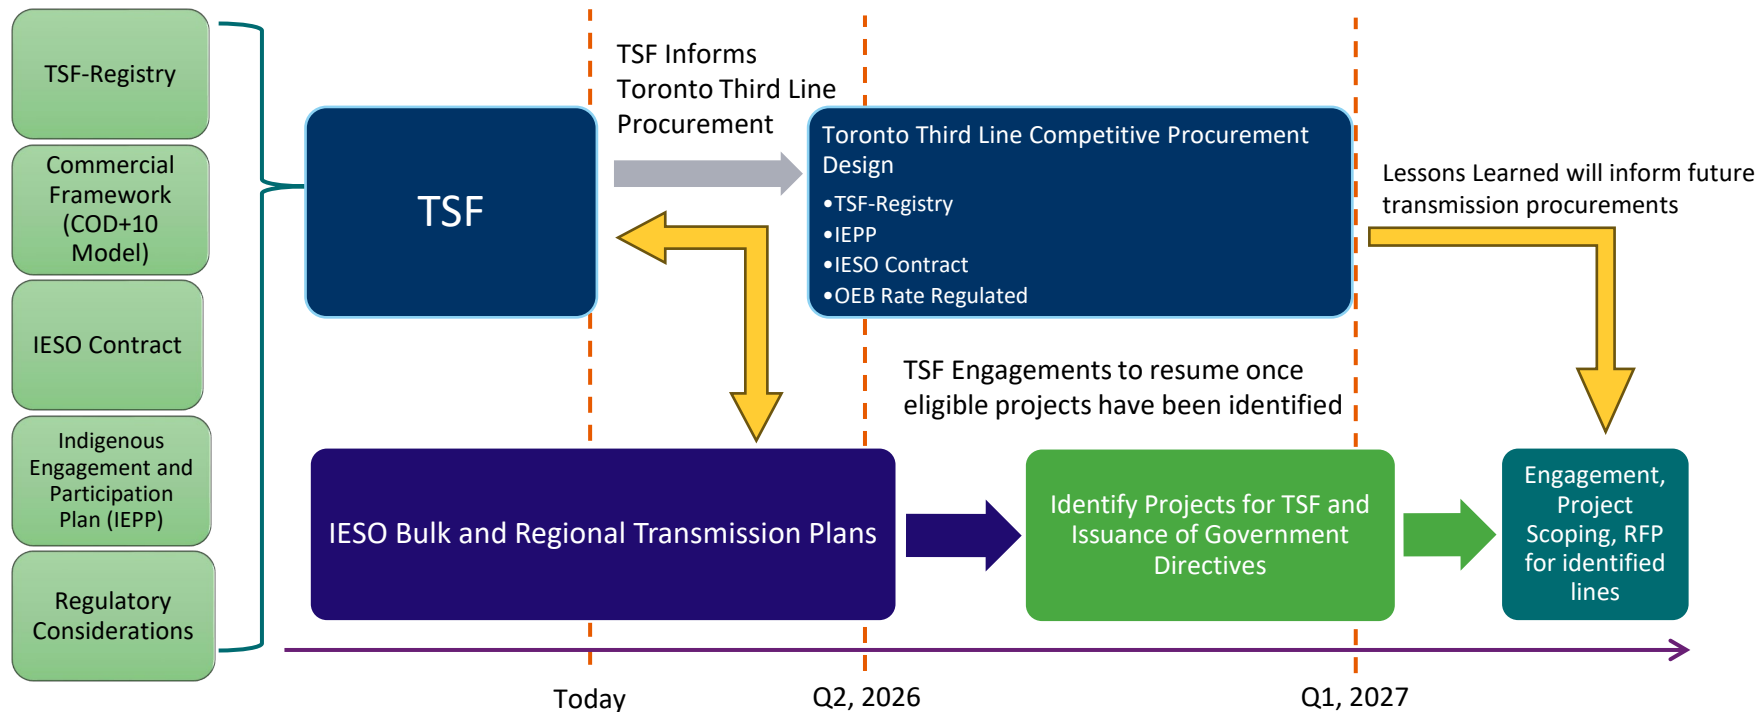 TSF-Registry
Commercial
Framework
(COD+10
Model)
IESO Contract
Indigenous
Engagement and
Participation
Plan (IEPP)
Regulatory
Considerations
TSF
TSF Informs
Toronto Third Line
Procurement
Toronto Third Line Competitive Procurement
Design
•TSF-Registry
•IEPP
•IESO Contract
•OEB Rate Regulated
Lessons Learned will inform future
transmission procurements
TSF Engagements to resume once
eligible projects have been identified
IESO Bulk and Regional Transmission Plans
Identify Projects for TSF and
Issuance of Government
Directives
Engagement,
Project
Scoping, RFP
for identified
lines
Today
Q2, 2026
Q1, 2027